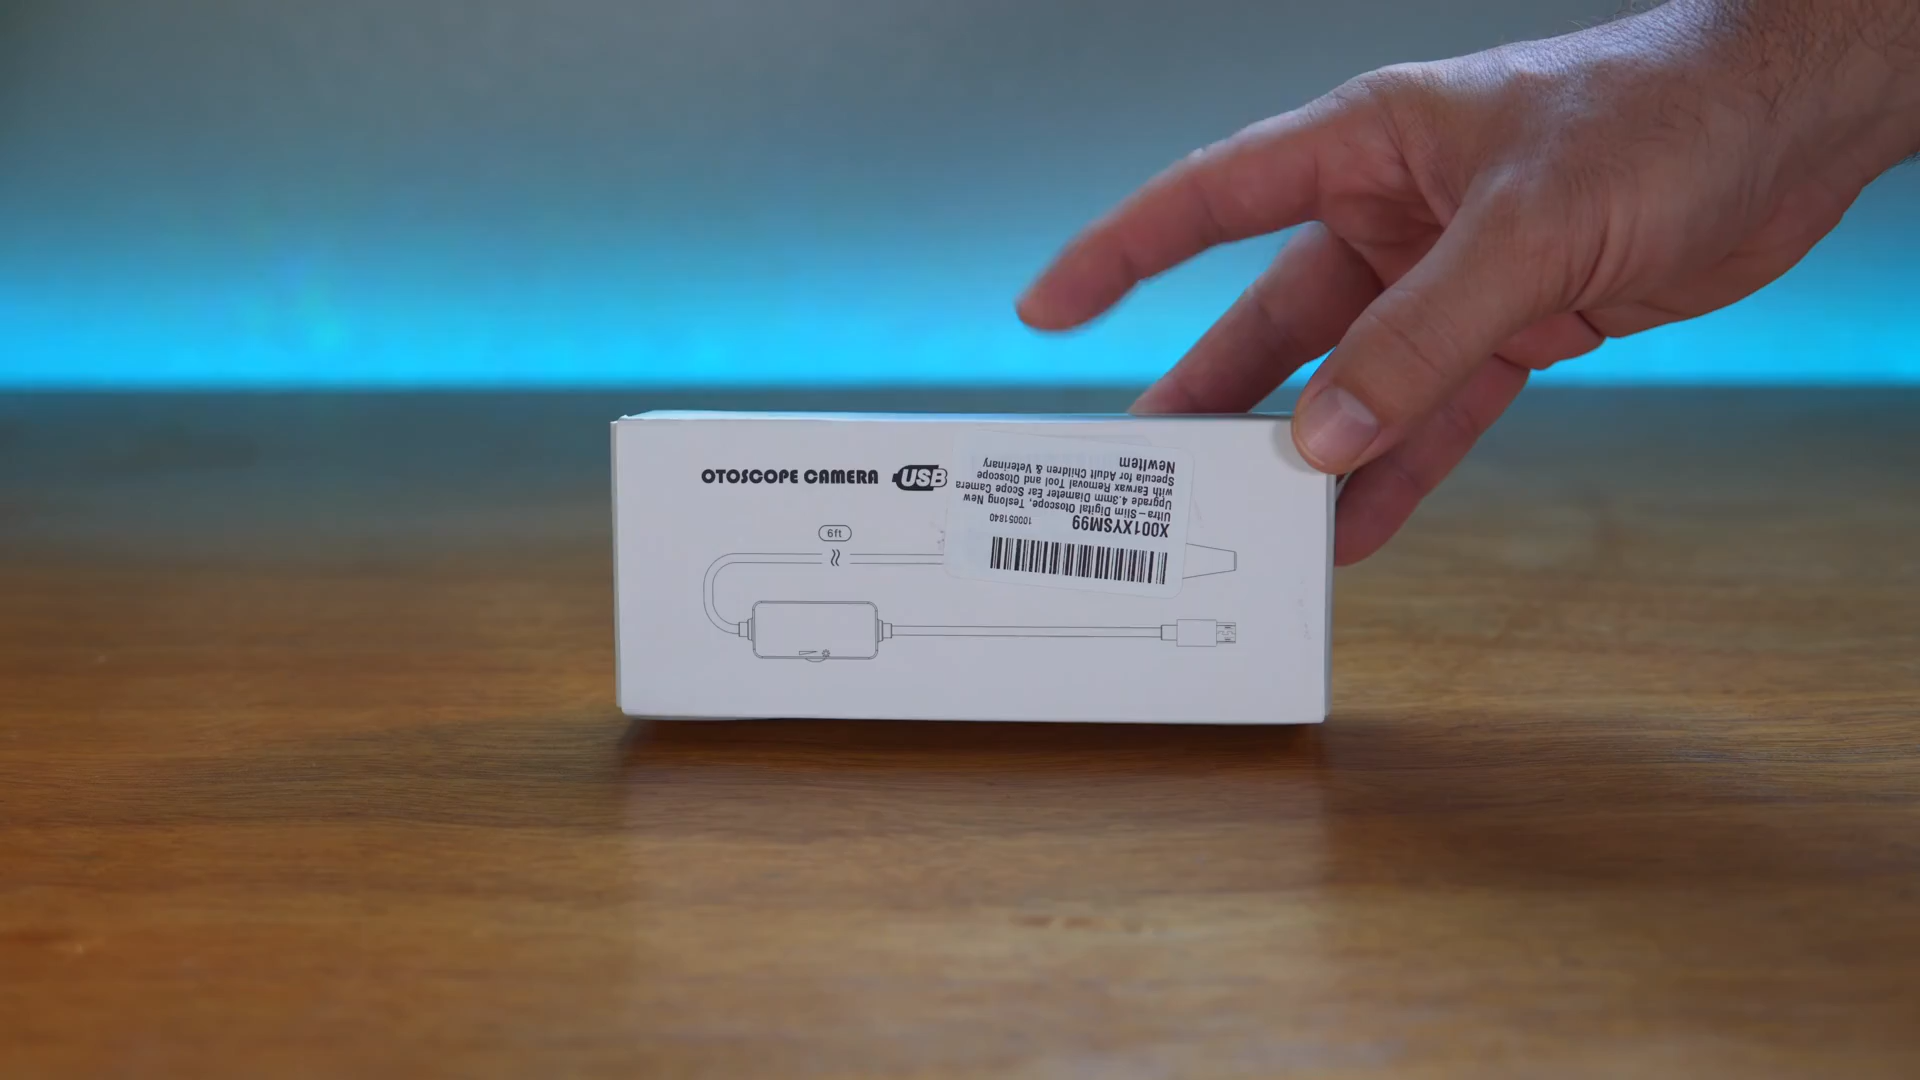 OTOSCOPE CAMERA USB
6ft
X001XYSM99
100051840
Ultra-Slim Digital Otoscope, Teslong New
Upgrade 4.3mm Diameter Ear Scope Camera
with Earwax Removal Tool and Otoscope
Specula for Adult Children & Veterinary
NewItem